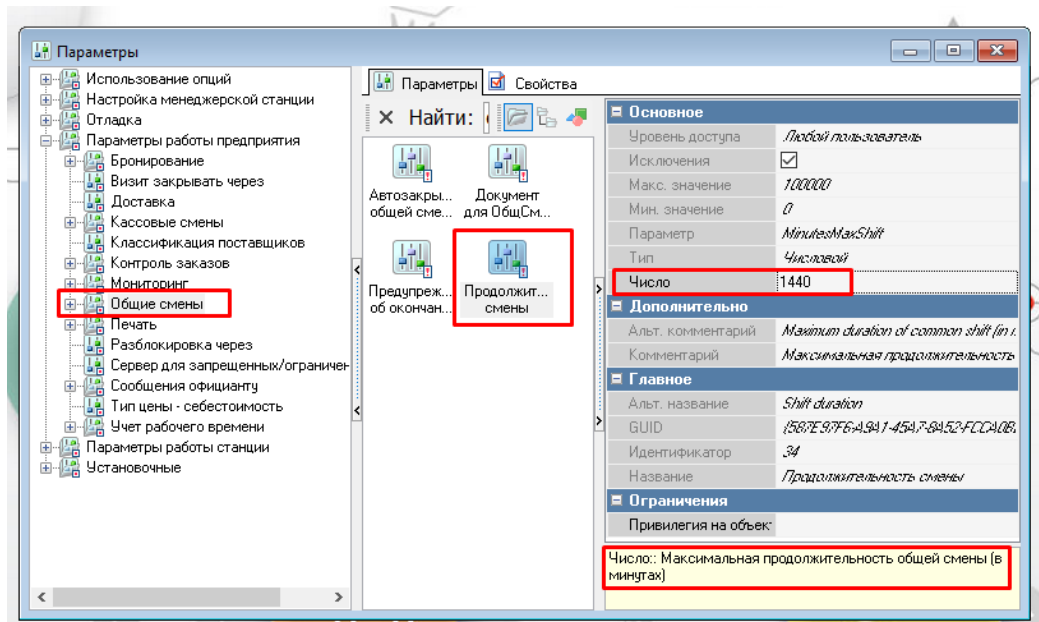 Параметры
Использование опций
Настройка менеджерской станции
Отладка
Параметры работы предприятия
Бронирование
Визит закрывать через
Доставка
Кассовые смены
Классификация поставщиков
Контроль заказов
Мониторинг
Общие смены
Печать
Разблокировка через
Сервер для запрещенных/ограничен
Сообщения официанту
Тип цены - себестоимость
Учет рабочего времени
Параметры работы станции
Установочные
Параметры Свойства
Найти:
Автозакры...
общей сме...
Документ
для ОбщСм...
Предупреж...
об окончан...
Продолжит...
смены
Основное
Уровень доступа Любой пользователь
Исключения
Макс. значение 100000
Мин. значение 0
Параметр MinutesMaxShift
Тип Числовой
Число 1440
Дополнительно
Альт. комментарий Maximum duration of common shift (in
Комментарий Максимальная продолжительность
Главное
Альт. название Shift duration
GUID
Идентификатор 34
Название Продолжительность смены
Ограничения
Привилегия на объек
Число:: Максимальная продолжительность общей смены (в
минутах)